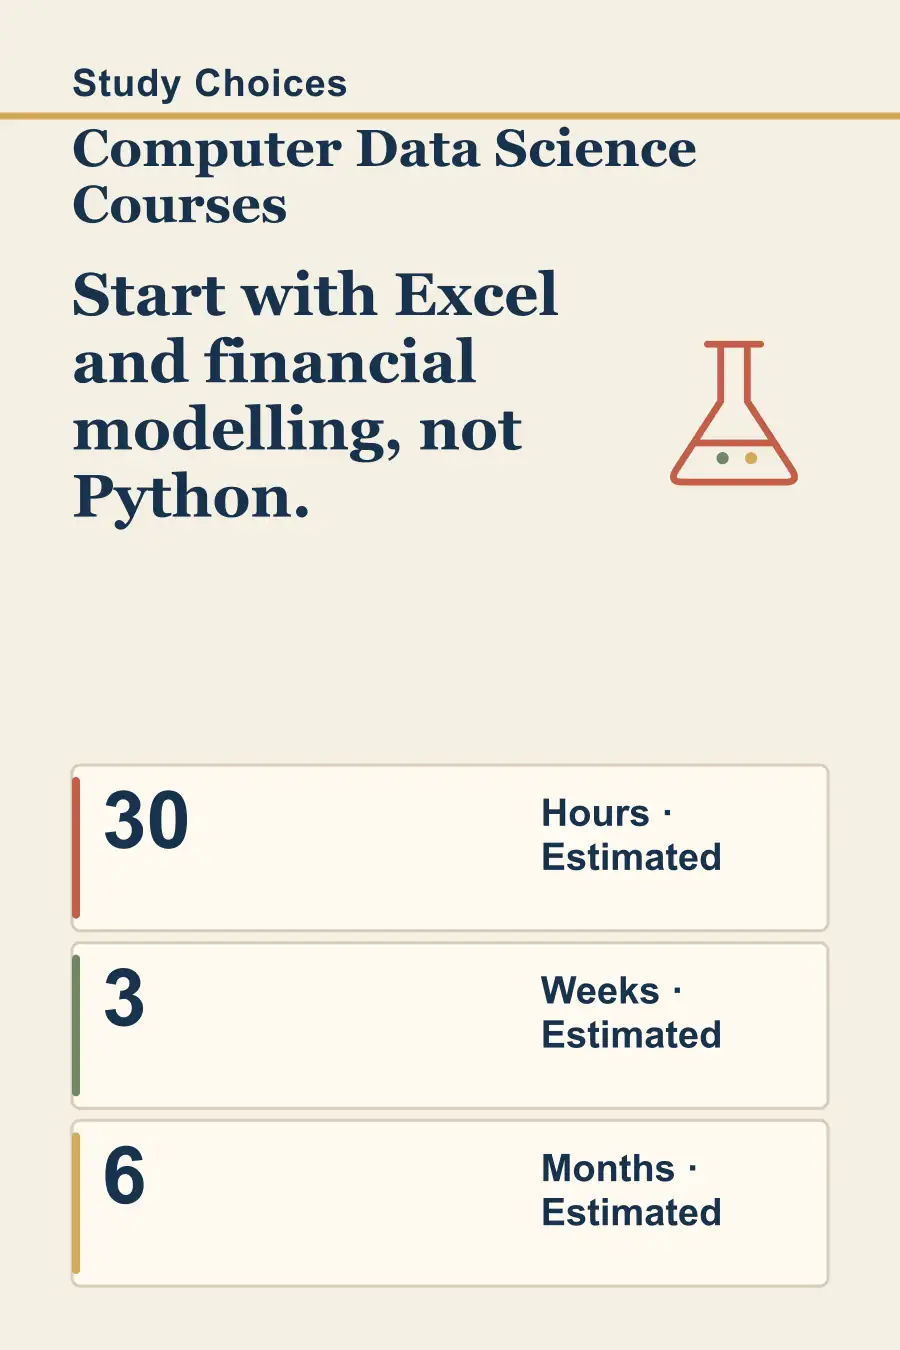 Study Choices
Computer Data Science
Courses
Start with Excel
and financial
modelling, not
Python.
30
Hours ·
Estimated
3
Weeks ·
Estimated
6
Months ·
Estimated